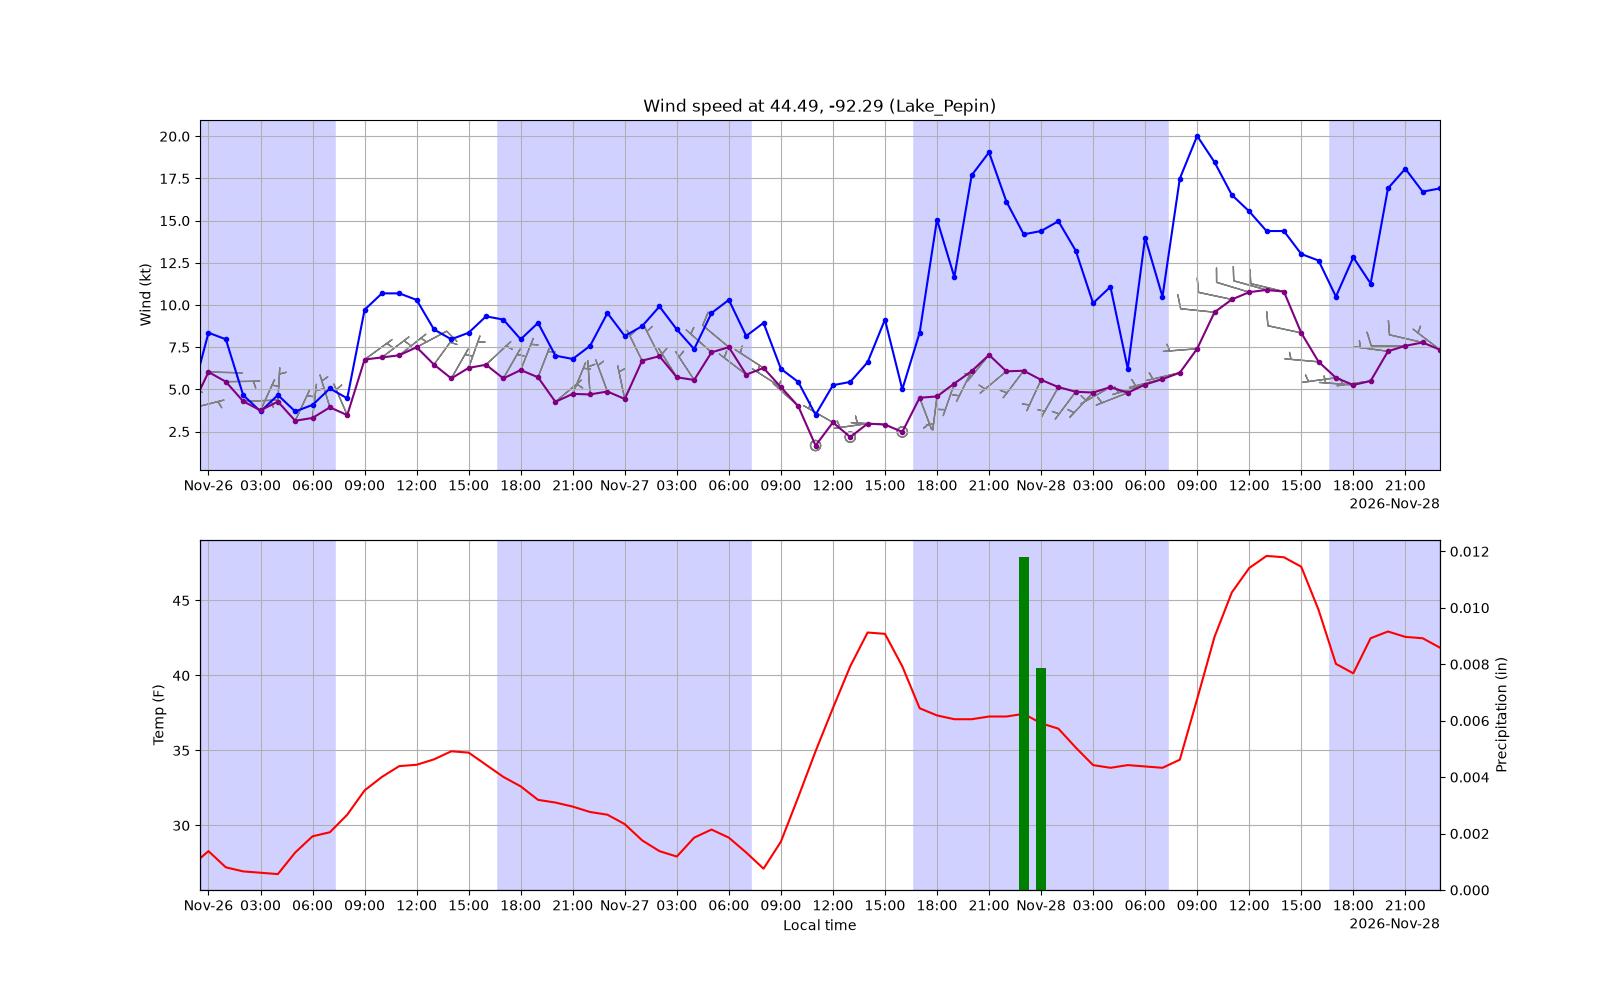 Wind speed at 44.49, -92.29 (Lake_Pepin)
Wind (kt)
20.0
17.5
15.0
12.5
10.0
7.5
5.0
2.5
Nov-26 03:00 06:00 09:00 12:00 15:00 18:00 21:00 Nov-27 03:00 06:00 09:00 12:00 15:00 18:00 21:00 Nov-28 03:00 06:00 09:00 12:00 15:00 18:00 21:00
2026-Nov-28
Temp (F)
45
40
35
30
Precipitation (in)
0.012
0.010
0.008
0.006
0.004
0.002
0.000
Nov-26 03:00 06:00 09:00 12:00 15:00 18:00 21:00 Nov-27 03:00 06:00 09:00 12:00 15:00 18:00 21:00 Nov-28 03:00 06:00 09:00 12:00 15:00 18:00 21:00
Local time
2026-Nov-28